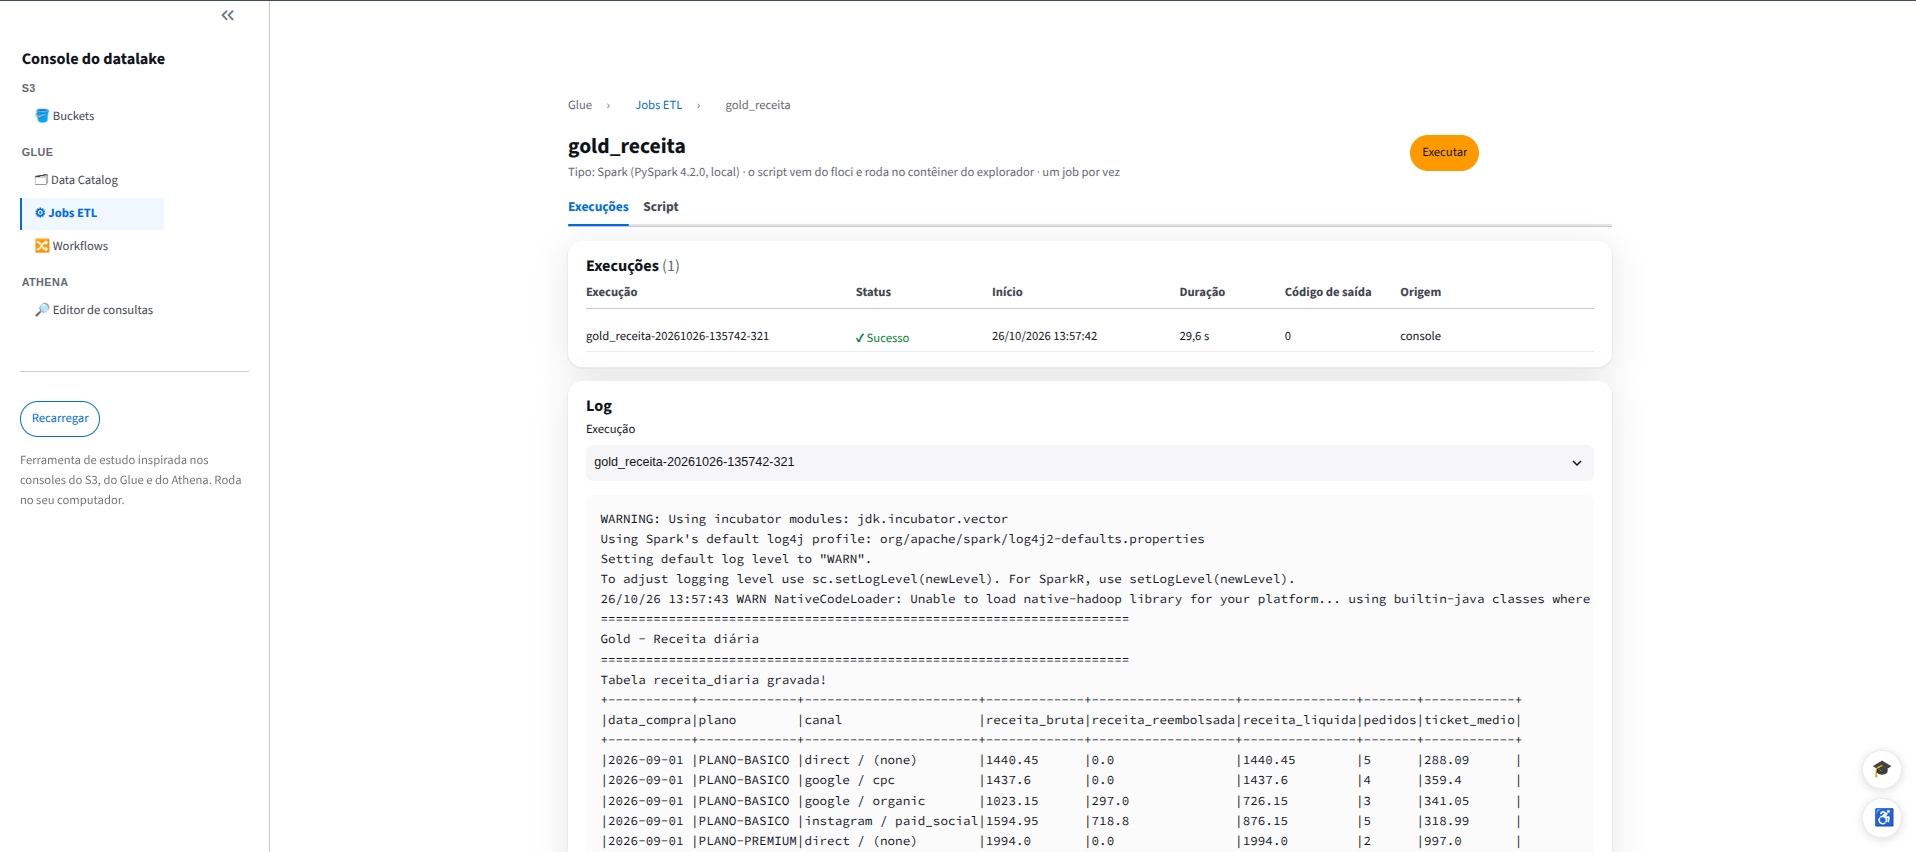 Console do datalake
S3
Buckets
GLUE
Data Catalog
Jobs ETL
Workflows
ATHENA
Editor de consultas
Recarregar
Ferramenta de estudo inspirada nos
consoles do S3, do Glue e do Athena. Roda
no seu computador.
Glue › Jobs ETL › gold_receita
gold_receita
Executar
Tipo: Spark (PySpark 4.2.0, local) · o script vem do floci e roda no contêiner do explorador · um job por vez
Execuções Script
Execuções (1)
Execução Status Início Duração Código de saída Origem
gold_receita-20261026-135742-321 ✓ Sucesso 26/10/2026 13:57:42 29,6 s 0 console
Log
Execução
gold_receita-20261026-135742-321
WARNING: Using incubator modules: jdk.incubator.vector
Using Spark's default log4j profile: org/apache/spark/log4j2-defaults.properties
Setting default log level to "WARN".
To adjust logging level use sc.setLogLevel(newLevel). For SparkR, use setLogLevel(newLevel).
26/10/26 13:57:43 WARN NativeCodeLoader: Unable to load native-hadoop library for your platform... using builtin-java classes where
======================================================================
Gold - Receita diária
======================================================================
Tabela receita_diaria gravada!
+-----------+-------------+-----------------------+-------------+-------------------+---------------+-------+------------+
|data_compra|plano        |canal                  |receita_bruta|receita_reembolsada|receita_liquida|pedidos|ticket_medio|
+-----------+-------------+-----------------------+-------------+-------------------+---------------+-------+------------+
|2026-09-01 |PLANO-BASICO |direct / (none)        |1440.45      |0.0                |1440.45        |5      |288.09      |
|2026-09-01 |PLANO-BASICO |google / cpc           |1437.6       |0.0                |1437.6         |4      |359.4       |
|2026-09-01 |PLANO-BASICO |google / organic       |1023.15      |297.0              |726.15         |3      |341.05      |
|2026-09-01 |PLANO-BASICO |instagram / paid_social|1594.95      |718.8              |876.15         |5      |318.99      |
|2026-09-01 |PLANO-PREMIUM|direct / (none)        |1994.0       |0.0                |1994.0         |2      |997.0       |